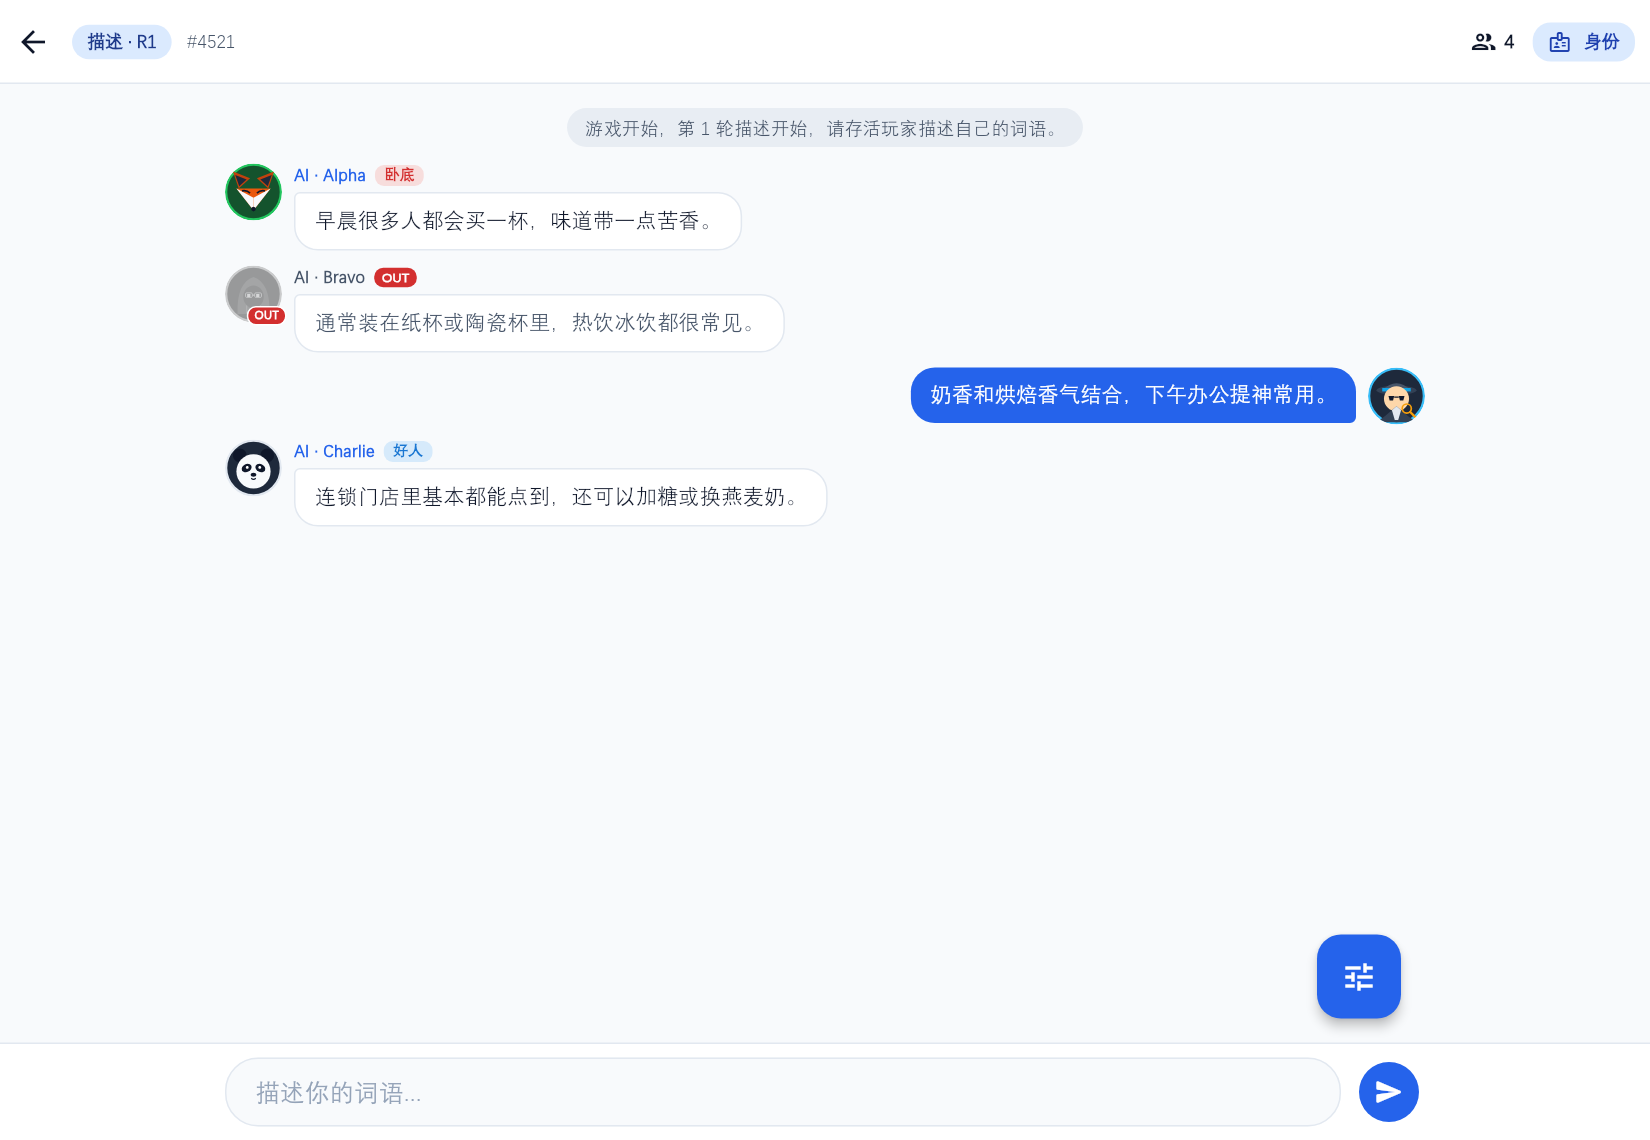 描述 · R1 #4521 4 身份
游戏开始，第 1 轮描述开始，请存活玩家描述自己的词语。
AI · Alpha 卧底
早晨很多人都会买一杯，味道带一点苦香。
AI · Bravo OUT
OUT
通常装在纸杯或陶瓷杯里，热饮冰饮都很常见。
奶香和烘焙香气结合，下午办公提神常用。
AI · Charlie 好人
连锁门店里基本都能点到，还可以加糖或换燕麦奶。
描述你的词语...